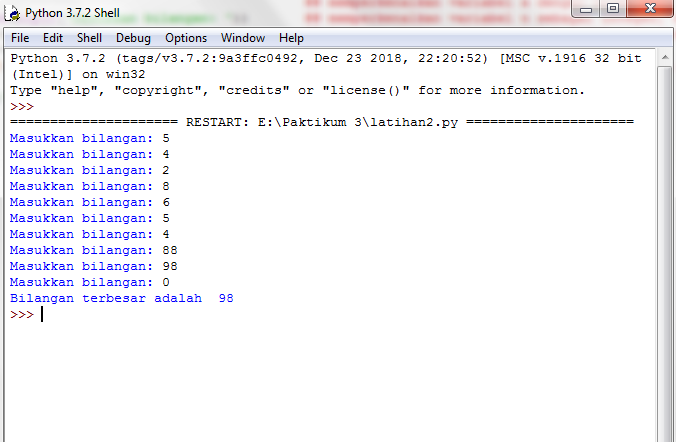 Python 3.7.2 Shell
File Edit Shell Debug Options Window Help
Python 3.7.2 (tags/v3.7.2:9a3ffc0492, Dec 23 2018, 22:20:52) [MSC v.1916 32 bit
(Intel)] on win32
Type "help", "copyright", "credits" or "license()" for more information.
>>>
===================== RESTART: E:\Paktikum 3\latihan2.py =====================
Masukkan bilangan: 5
Masukkan bilangan: 4
Masukkan bilangan: 2
Masukkan bilangan: 8
Masukkan bilangan: 6
Masukkan bilangan: 5
Masukkan bilangan: 4
Masukkan bilangan: 88
Masukkan bilangan: 98
Masukkan bilangan: 0
Bilangan terbesar adalah  98
>>>